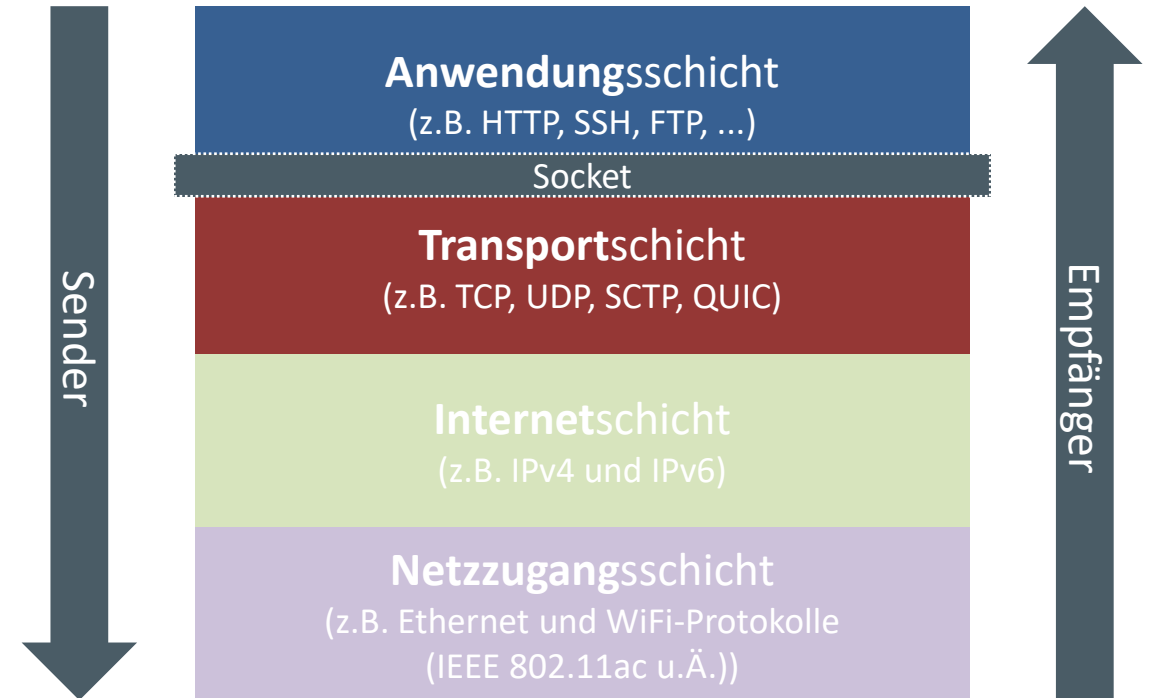 Anwendungsschicht
(z.B. HTTP, SSH, FTP, ...)
Socket
Transportschicht
(z.B. TCP, UDP, SCTP, QUIC)
Internetschicht
(z.B. IPv4 und IPv6)
Netzzugangsschicht
(z.B. Ethernet und WiFi-Protokolle
(IEEE 802.11ac u.Ä.))
Sender
Empfänger